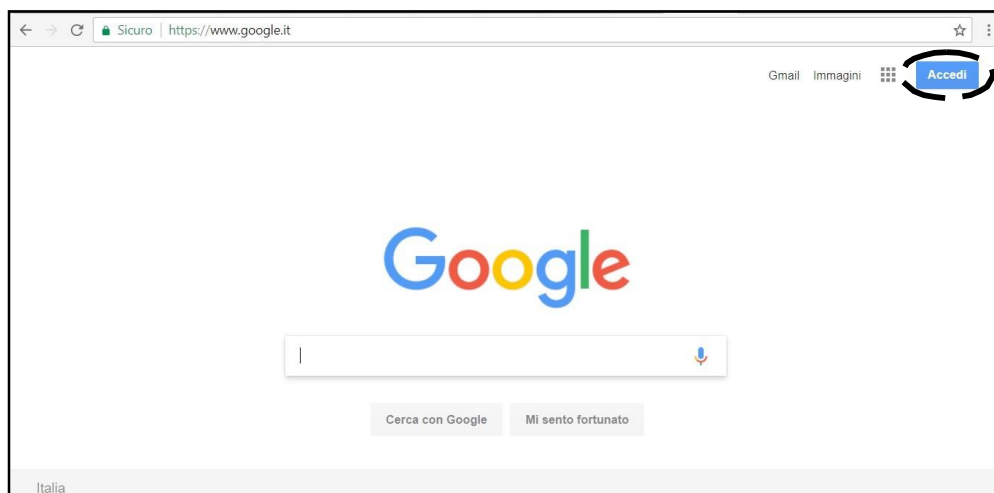 Sicuro | https://www.google.it
Gmail Immagini Accedi
Google
Cerca con Google Mi sento fortunato
Italia